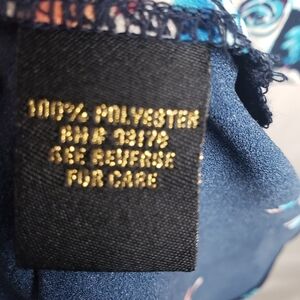 100% POLYESTER
RN# 93176
SEE REVERSE
FOR CARE